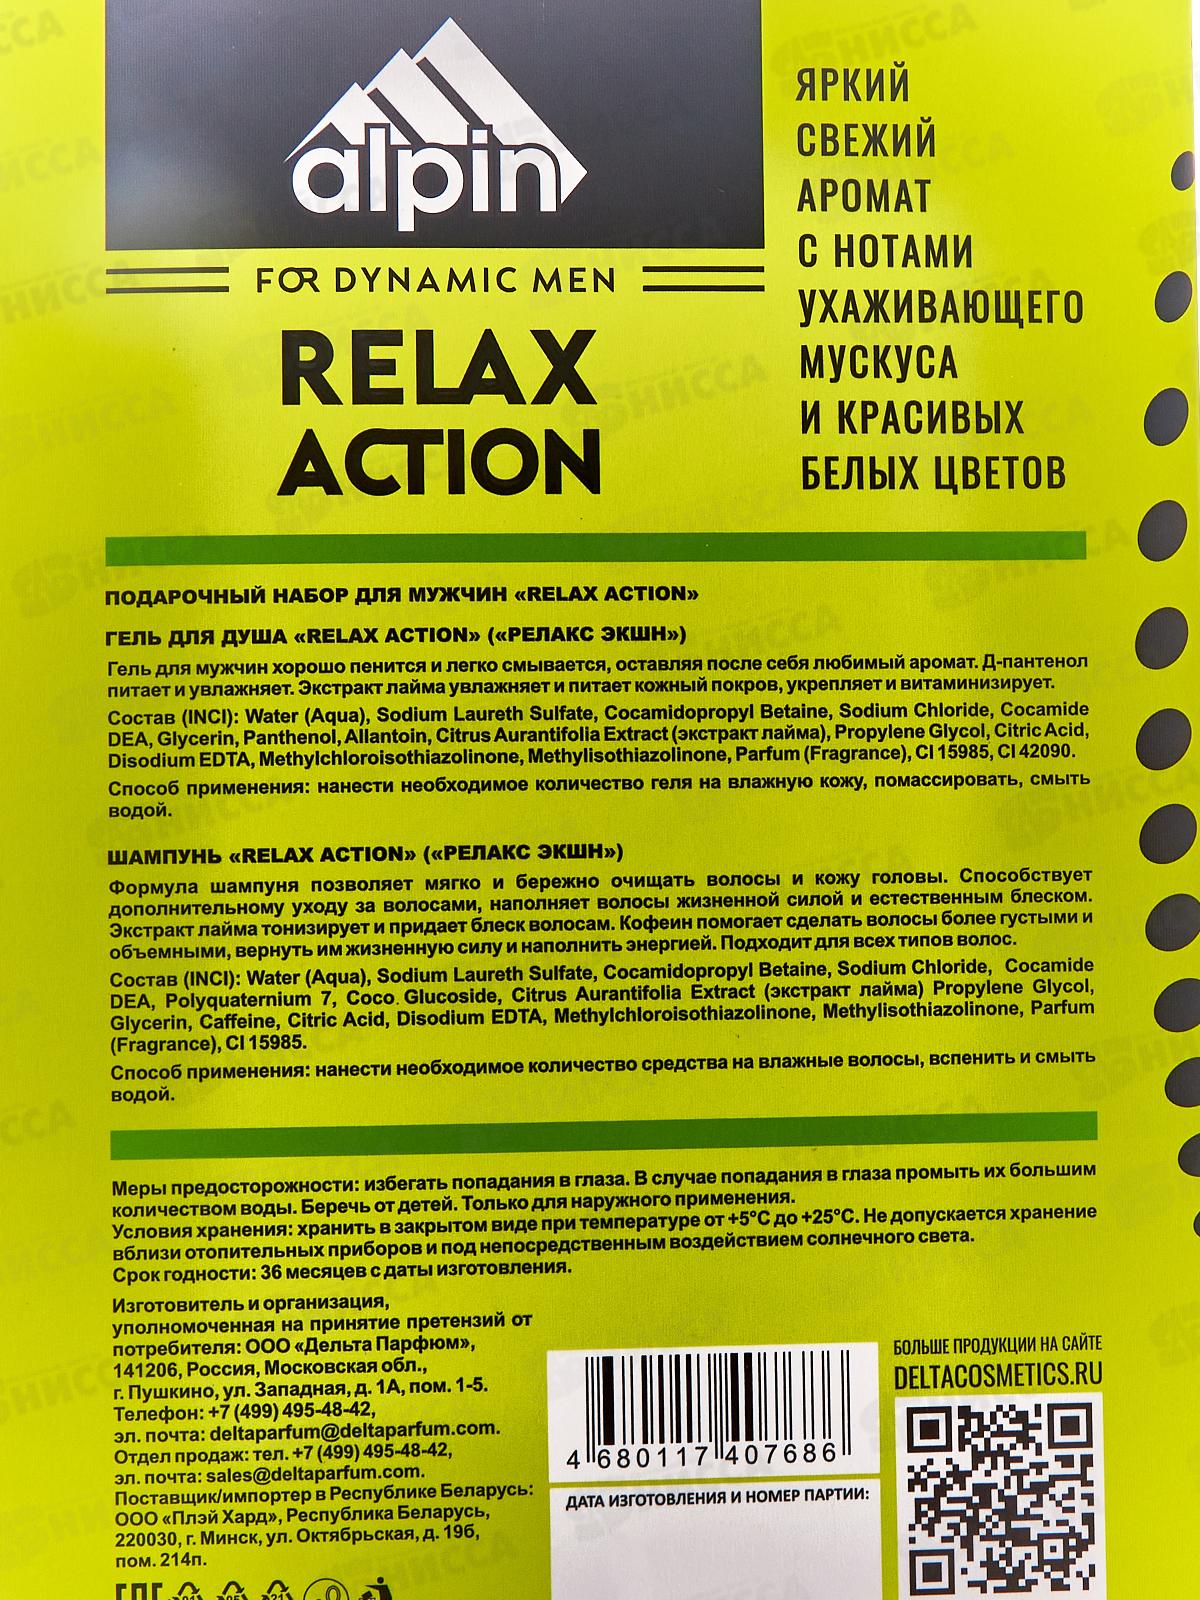 alpin
FOR DYNAMIC MEN
RELAX
ACTION
ЯРКИЙ
СВЕЖИЙ
АРОМАТ
С НОТАМИ
УХАЖИВАЮЩЕГО
МУСКУСА
И КРАСИВЫХ
БЕЛЫХ ЦВЕТОВ
ПОДАРОЧНЫЙ НАБОР ДЛЯ МУЖЧИН «RELAX ACTION»
ГЕЛЬ ДЛЯ ДУША «RELAX ACTION» («РЕЛАКС ЭКШН»)
Гель для мужчин хорошо пенится и легко смывается, оставляя после себя любимый аромат. Д-пантенол
питает и увлажняет. Экстракт лайма увлажняет и питает кожный покров, укрепляет и витаминизирует.
Состав (INCI): Water (Aqua), Sodium Laureth Sulfate, Cocamidopropyl Betaine, Sodium Chloride, Cocamide
DEA, Glycerin, Panthenol, Allantoin, Citrus Aurantifolia Extract (экстракт лайма), Propylene Glycol, Citric Acid,
Disodium EDTA, Methylchloroisothiazolinone, Methylisothiazolinone, Parfum (Fragrance), CI 15985, CI 42090.
Способ применения: нанести необходимое количество геля на влажную кожу, помассировать, смыть
водой.
ШАМПУНЬ «RELAX ACTION» («РЕЛАКС ЭКШН»)
Формула шампуня позволяет мягко и бережно очищать волосы и кожу головы. Способствует
дополнительному уходу за волосами, наполняет волосы жизненной силой и естественным блеском.
Экстракт лайма тонизирует и придает блеск волосам. Кофеин помогает сделать волосы более густыми и
объемными, вернуть им жизненную силу и наполнить энергией. Подходит для всех типов волос.
Состав (INCI): Water (Aqua), Sodium Laureth Sulfate, Cocamidopropyl Betaine, Sodium Chloride, Cocamide
DEA, Polyquaternium 7, Coco Glucoside, Citrus Aurantifolia Extract (экстракт лайма) Propylene Glycol,
Glycerin, Caffeine, Citric Acid, Disodium EDTA, Methylchloroisothiazolinone, Methylisothiazolinone, Parfum
(Fragrance), CI 15985.
Способ применения: нанести необходимое количество средства на влажные волосы, вспенить и смыть
водой.
Меры предосторожности: избегать попадания в глаза. В случае попадания в глаза промыть их большим
количеством воды. Беречь от детей. Только для наружного применения.
Условия хранения: хранить в закрытом виде при температуре от +5°С до +25°С. Не допускается хранение
вблизи отопительных приборов и под непосредственным воздействием солнечного света.
Срок годности: 36 месяцев с даты изготовления.
Изготовитель и организация,
уполномоченная на принятие претензий от
потребителя: ООО «Дельта Парфюм»,
141206, Россия, Московская обл.,
г. Пушкино, ул. Западная, д. 1А, пом. 1-5.
Телефон: +7 (499) 495-48-42,
эл. почта: deltaparfum@deltaparfum.com.
Отдел продаж: тел. +7 (499) 495-48-42,
эл. почта: sales@deltaparfum.com.
Поставщик/импортер в Республике Беларусь:
ООО «Плэй Хард», Республика Беларусь,
220030, г. Минск, ул. Октябрьская, д. 19б,
пом. 214п.
4 680117 407686
ДАТА ИЗГОТОВЛЕНИЯ И НОМЕР ПАРТИИ:
БОЛЬШЕ ПРОДУКЦИИ НА САЙТЕ
DELTACOSMETICS.RU